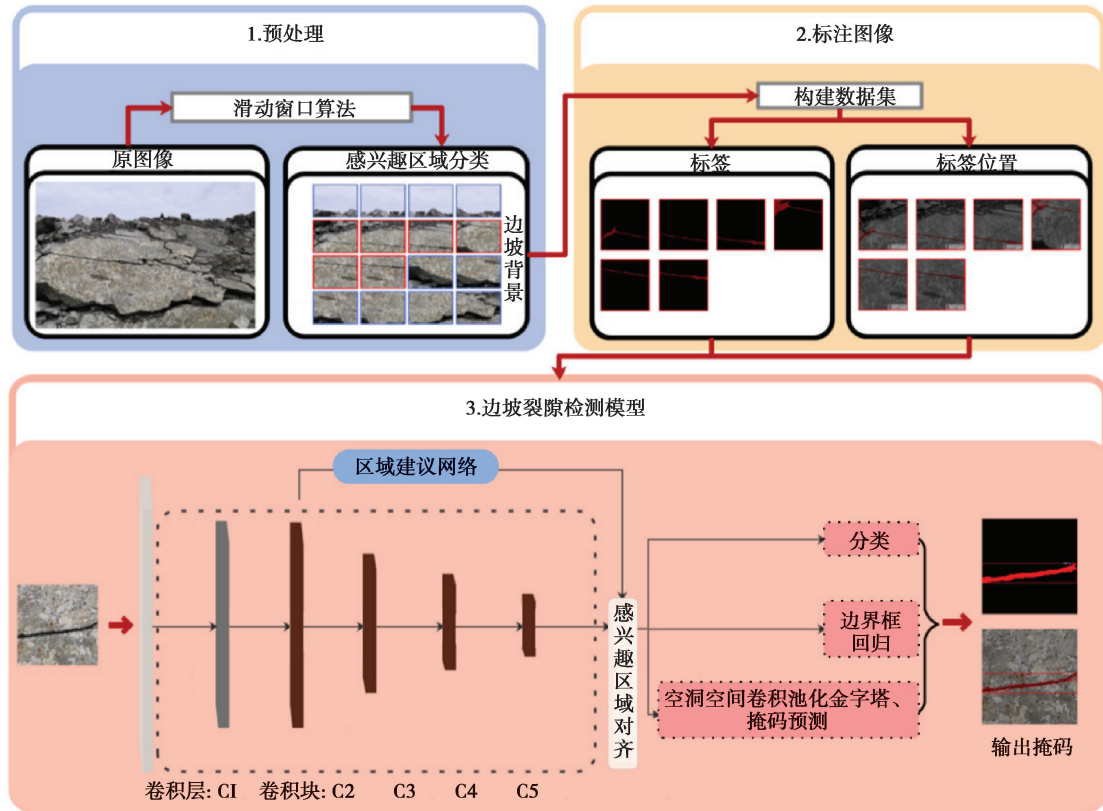 1.预处理
滑动窗口算法
原图像
感兴趣区域分类
边坡背景
2.标注图像
构建数据集
标签
标签位置
3.边坡裂隙检测模型
区域建议网络
感兴趣区域对齐
分类
边界框
回归
空洞空间卷积池化金字塔、
掩码预测
输出掩码
卷积层: C1 卷积块: C2 C3 C4 C5